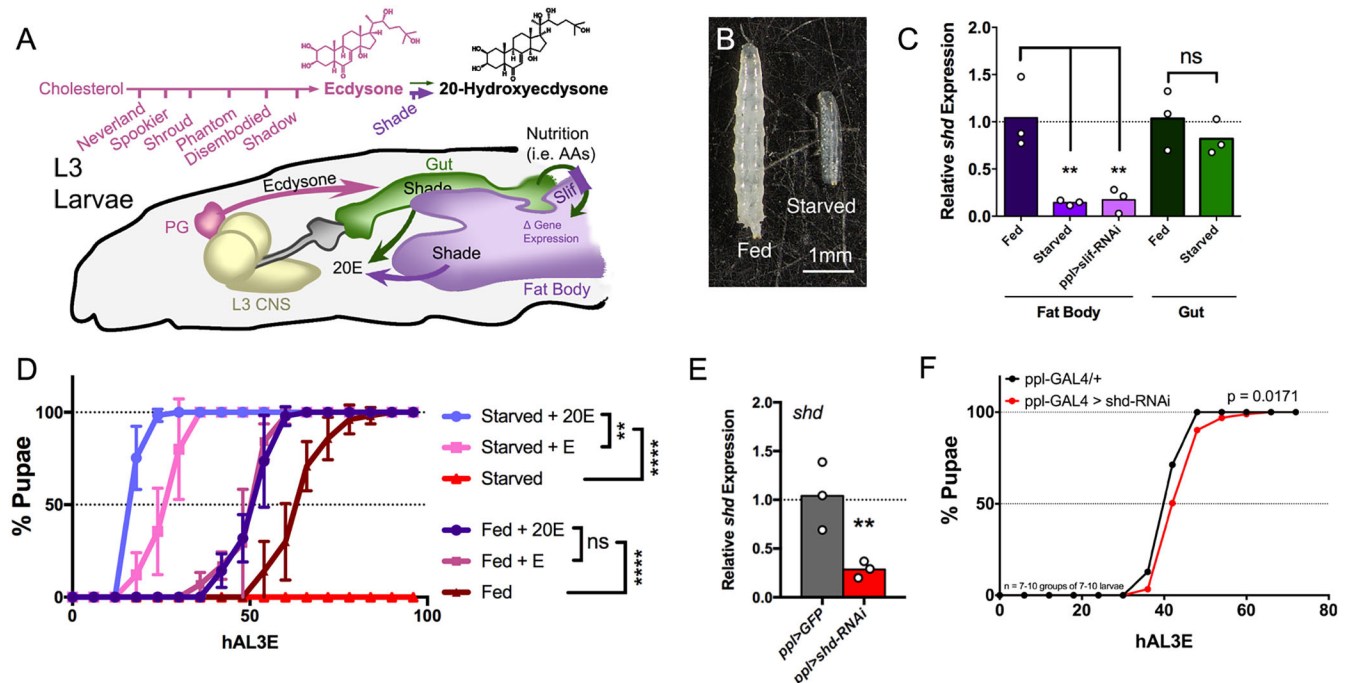 A
Cholesterol
Ecdysone
20-Hydroxyecdysone
Neverland
Spookier
Shroud
Phantom
Disembodied
Shadow
Shade
L3
Larvae
PG
Ecdysone
Gut
Shade
Nutrition
(i.e. AAs)
Slif
Δ Gene
Expression
20E
Shade
Fat Body
L3 CNS
B
Fed
Starved
1mm
C
Relative shd Expression
2.0
1.5
1.0
0.5
0.0
**
**
ns
Fed
Starved
ppl>slif-RNAi
Fed
Starved
Fat Body
Gut
D
% Pupae
100
50
0
0
50
100
hAL3E
Starved + 20E
Starved + E
Starved
**
****
Fed + 20E
Fed + E
Fed
ns
****
E
shd
Relative shd Expression
2.0
1.5
1.0
0.5
0.0
**
ppl>GFP
ppl>shd-RNAi
F
ppl-GAL4/+
ppl-GAL4 > shd-RNAi
p = 0.0171
% Pupae
100
50
0
n = 7-10 groups of 7-10 larvae
0
20
40
60
80
hAL3E